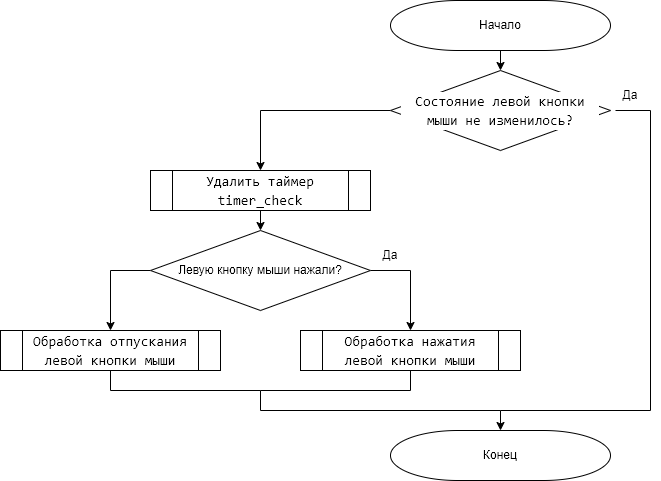 Начало
Состояние левой кнопки
мыши не изменилось?
Да
Удалить таймер
timer_check
Левую кнопку мыши нажали?
Да
Обработка отпускания
левой кнопки мыши
Обработка нажатия
левой кнопки мыши
Конец